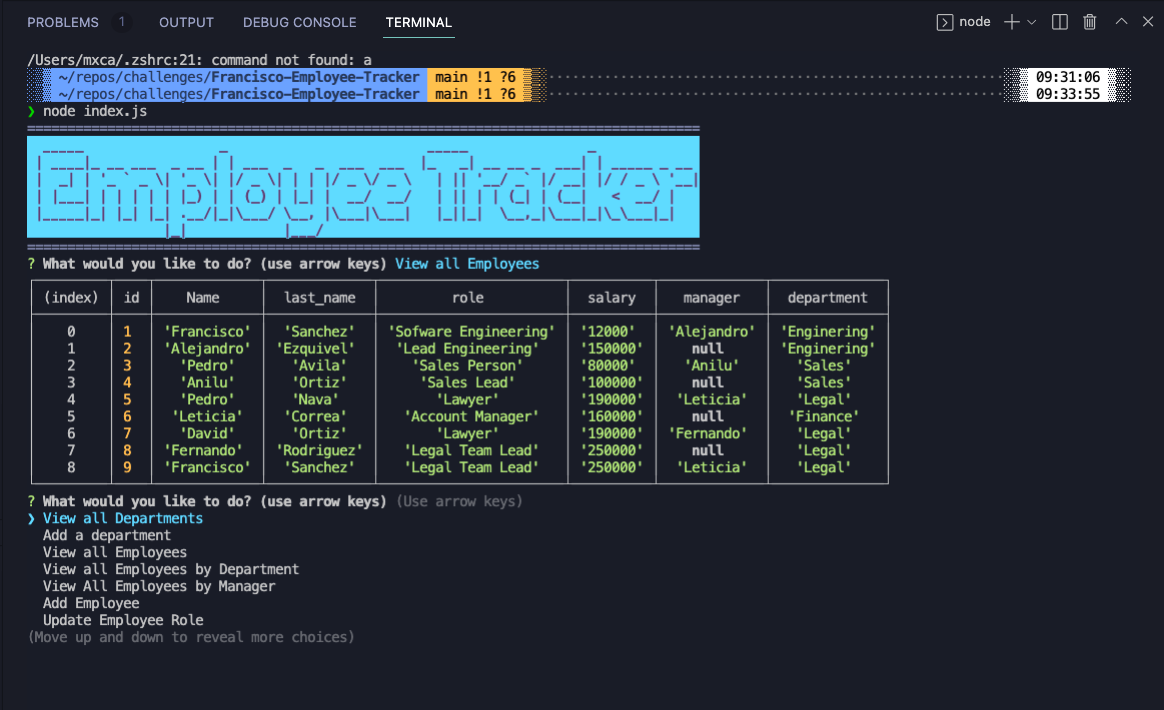 PROBLEMS 1 OUTPUT DEBUG CONSOLE TERMINAL node
/Users/mxca/.zshrc:21: command not found: a
~/repos/challenges/Francisco-Employee-Tracker main !1 ?6 09:31:06
~/repos/challenges/Francisco-Employee-Tracker main !1 ?6 09:33:55
❯ node index.js
Employee Tracker
? What would you like to do? (use arrow keys) View all Employees
(index) id Name last_name role salary manager department
0 1 'Francisco' 'Sanchez' 'Sofware Engineering' '12000' 'Alejandro' 'Enginering'
1 2 'Alejandro' 'Ezquivel' 'Lead Engineering' '150000' null 'Enginering'
2 3 'Pedro' 'Avila' 'Sales Person' '80000' 'Anilu' 'Sales'
3 4 'Anilu' 'Ortiz' 'Sales Lead' '100000' null 'Sales'
4 5 'Pedro' 'Nava' 'Lawyer' '190000' 'Leticia' 'Legal'
5 6 'Leticia' 'Correa' 'Account Manager' '160000' null 'Finance'
6 7 'David' 'Ortiz' 'Lawyer' '190000' 'Fernando' 'Legal'
7 8 'Fernando' 'Rodriguez' 'Legal Team Lead' '250000' null 'Legal'
8 9 'Francisco' 'Sanchez' 'Legal Team Lead' '250000' 'Leticia' 'Legal'
? What would you like to do? (use arrow keys) (Use arrow keys)
❯ View all Departments
Add a department
View all Employees
View all Employees by Department
View All Employees by Manager
Add Employee
Update Employee Role
(Move up and down to reveal more choices)